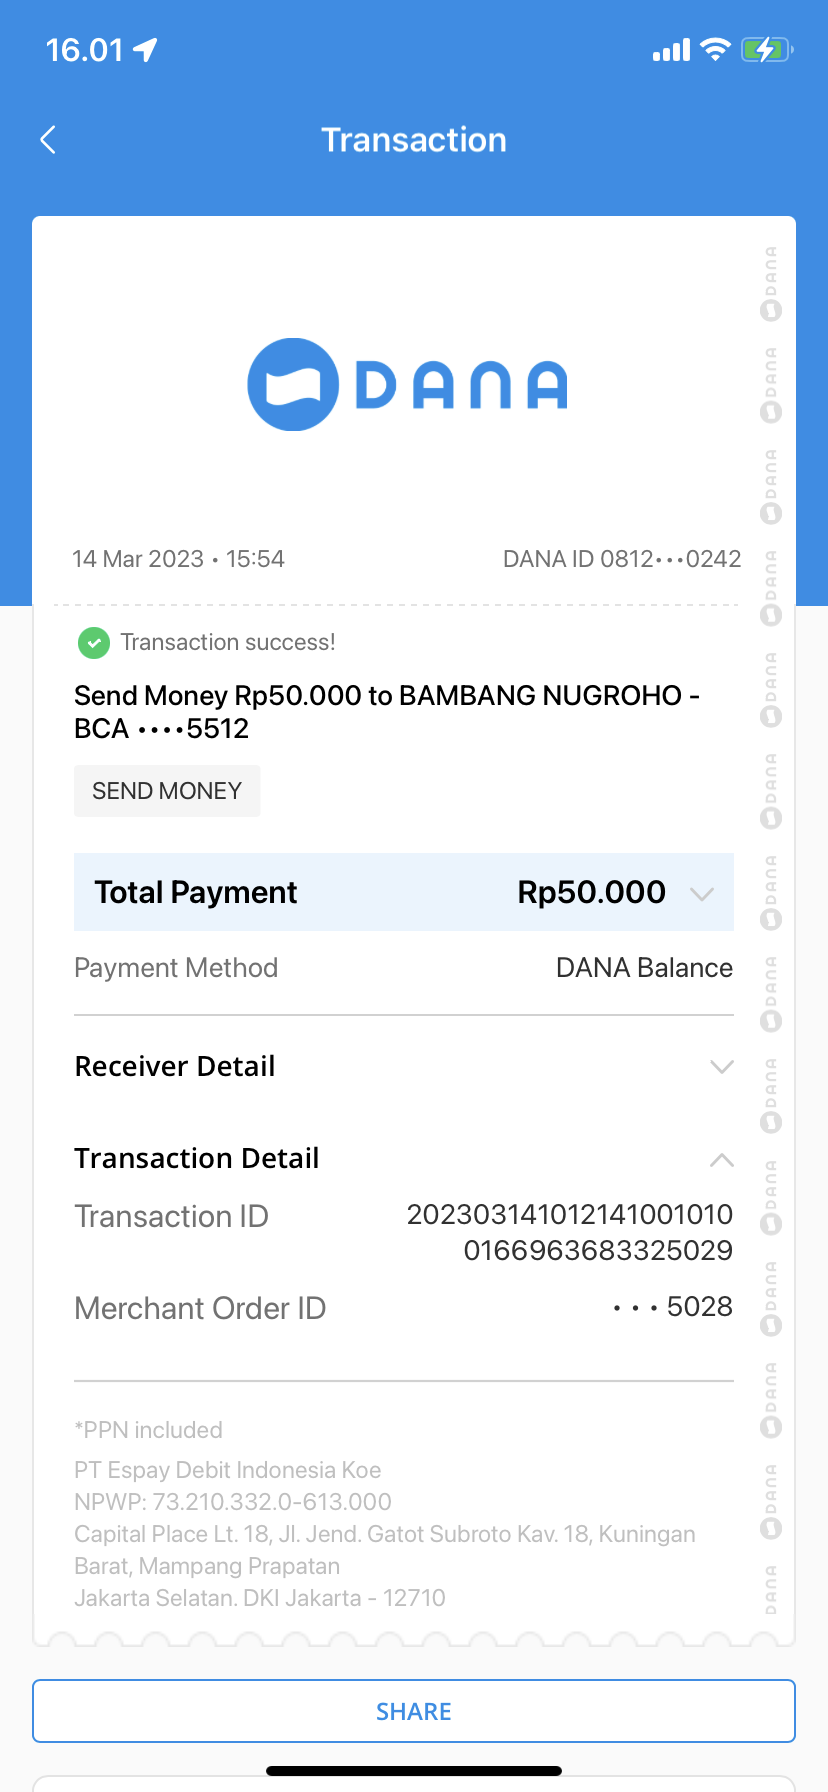 16.01
Transaction
DANA
14 Mar 2023 • 15:54
DANA ID 0812•••0242
Transaction success!
Send Money Rp50.000 to BAMBANG NUGROHO -
BCA ••••5512
SEND MONEY
Total Payment
Rp50.000
Payment Method
DANA Balance
Receiver Detail
Transaction Detail
Transaction ID
202303141012141001010
0166963683325029
Merchant Order ID
• • • 5028
*PPN included
PT Espay Debit Indonesia Koe
NPWP: 73.210.332.0-613.000
Capital Place Lt. 18, Jl. Jend. Gatot Subroto Kav. 18, Kuningan
Barat, Mampang Prapatan
Jakarta Selatan. DKI Jakarta - 12710
SHARE
DANA
DANA
DANA
DANA
DANA
DANA
DANA
DANA
DANA
DANA
DANA
DANA
DANA
DANA